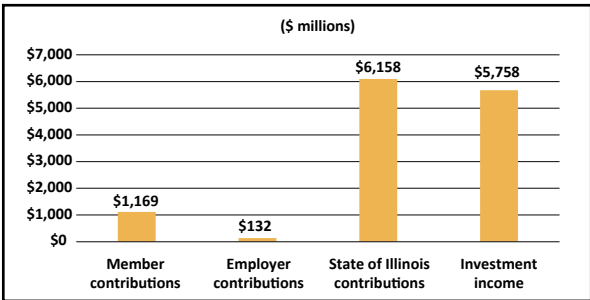 ($ millions)
$7,000
$6,000
$5,000
$4,000
$3,000
$2,000
$1,000
$0
$1,169
$132
$6,158
$5,758
Member
contributions
Employer
contributions
State of Illinois
contributions
Investment
income